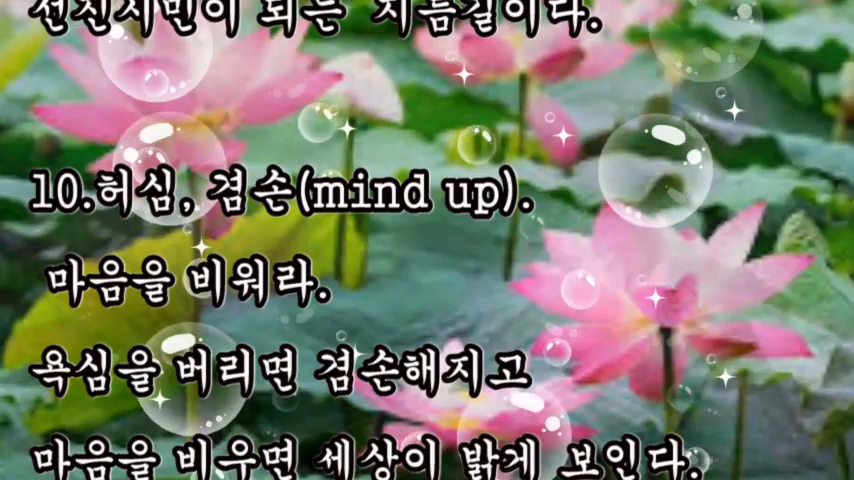 선진시민이 되는 지름길이다.
10.허심, 겸손(mind up).
마음을 비워라.
욕심을 버리면 겸손해지고
마음을 비우면 세상이 밝게 보인다.